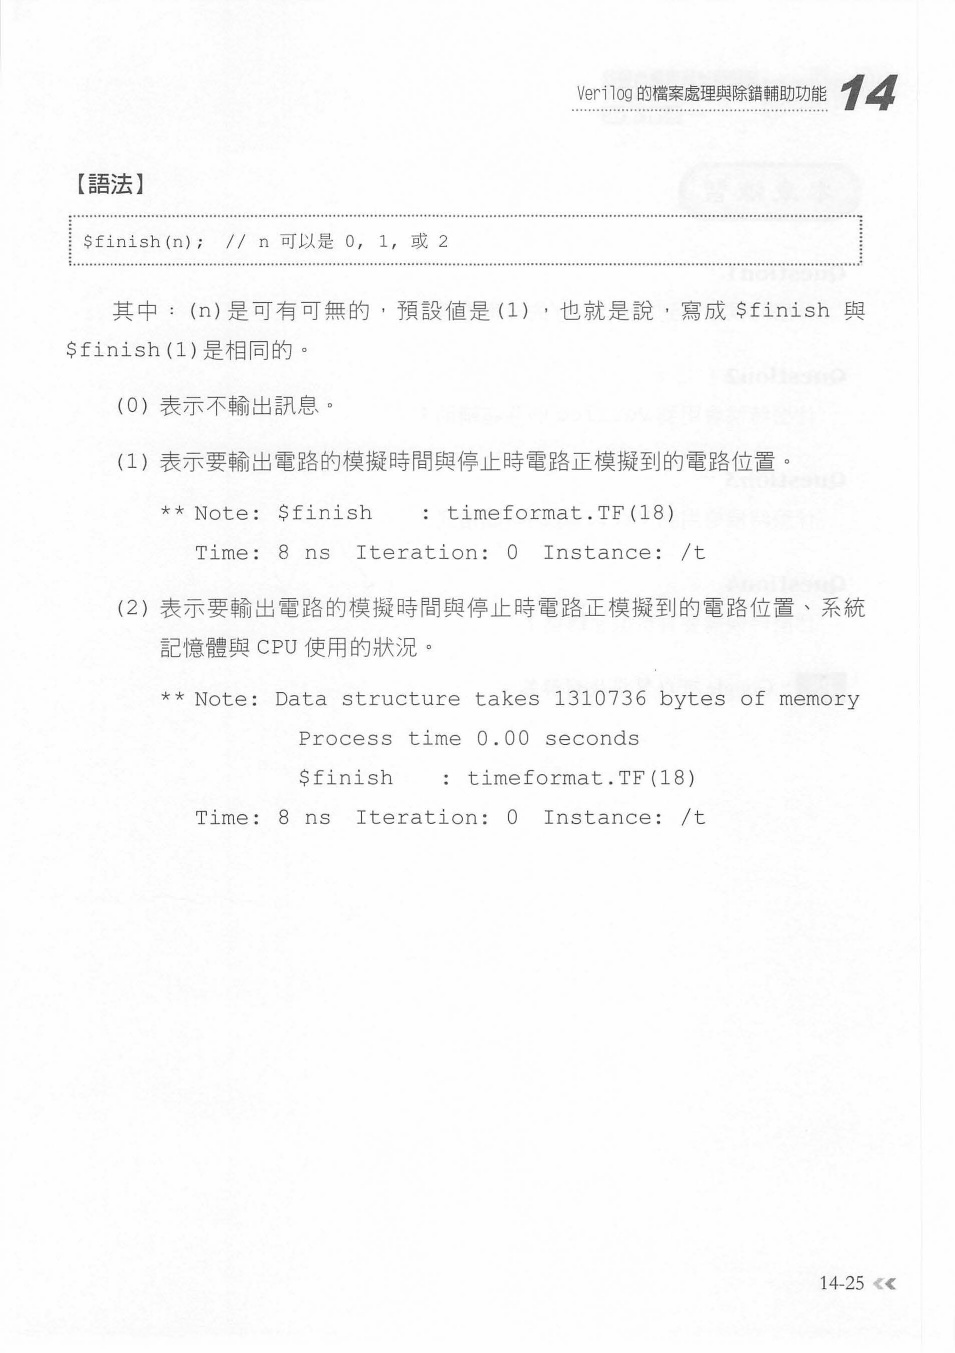 Verilog 的檔案處理與除錯輔助功能 14
【語法】
$finish(n); // n 可以是 0, 1, 或 2
其中：(n)是可有可無的，預設值是(1)，也就是說，寫成 $finish 與
$finish(1)是相同的。
(0) 表示不輸出訊息。
(1) 表示要輸出電路的模擬時間與停止時電路正模擬到的電路位置。
** Note: $finish : timeformat.TF(18)
Time: 8 ns Iteration: 0 Instance: /t
(2) 表示要輸出電路的模擬時間與停止時電路正模擬到的電路位置、系統
記憶體與 CPU 使用的狀況。
** Note: Data structure takes 1310736 bytes of memory
Process time 0.00 seconds
$finish : timeformat.TF(18)
Time: 8 ns Iteration: 0 Instance: /t
14-25